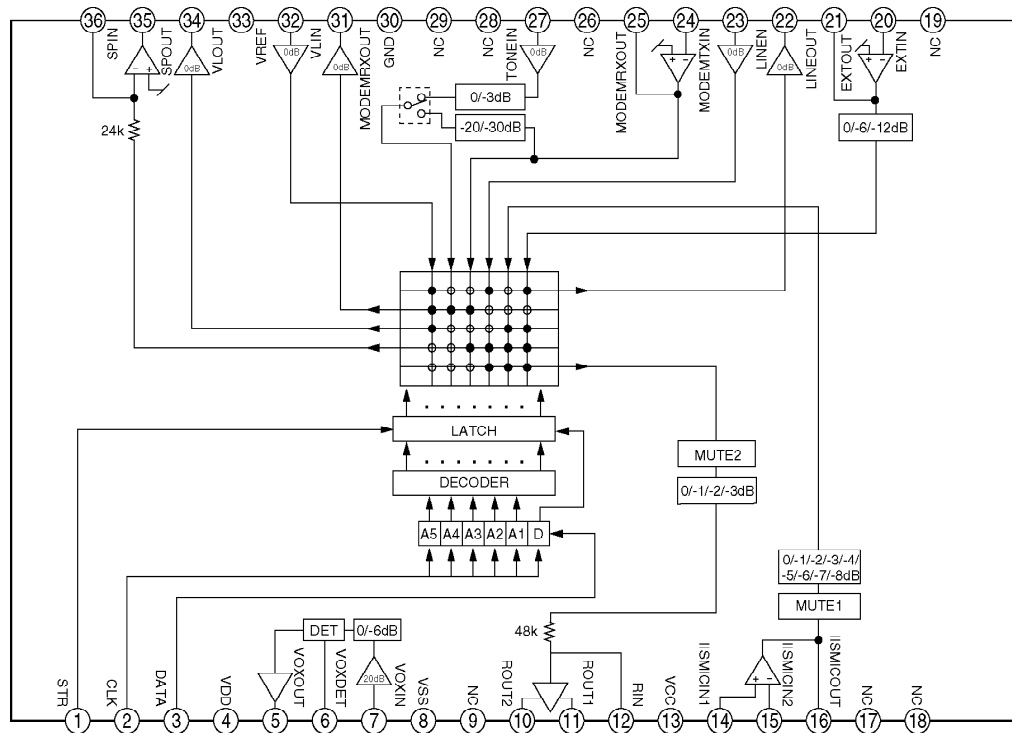 36 35 34 33 32 31 30 29 28 27 26 25 24 23 22 21 20 19
SPIN
SPOUT
VLOUT
VREF
VLIN
MODEMRXOUT
GND
NC
NC
TONEIN
NC
MODEMRXOUT
MODEMTXIN
LINEN
LINEOUT
EXTOUT
EXTIN
NC
- +
0dB
0dB
0dB
0dB
+ -
0dB
0dB
+ -
0/-3dB
-20/-30dB
0/-6/-12dB
24k
LATCH
DECODER
A5 A4 A3 A2 A1 D
MUTE2
0/-1/-2/-3dB
0/-1/-2/-3/-4/
-5/-6/-7/-8dB
MUTE1
48k
DET
0/-6dB
20dB
+ -
STR
CLK
DATA
VDD
VOXOUT
VOXDET
VOXIN
VSS
NC
ROUT2
ROUT1
RIN
VCC
IISMICIN1
IISMICIN2
IISMICOUT
NC
NC
1 2 3 4 5 6 7 8 9 10 11 12 13 14 15 16 17 18